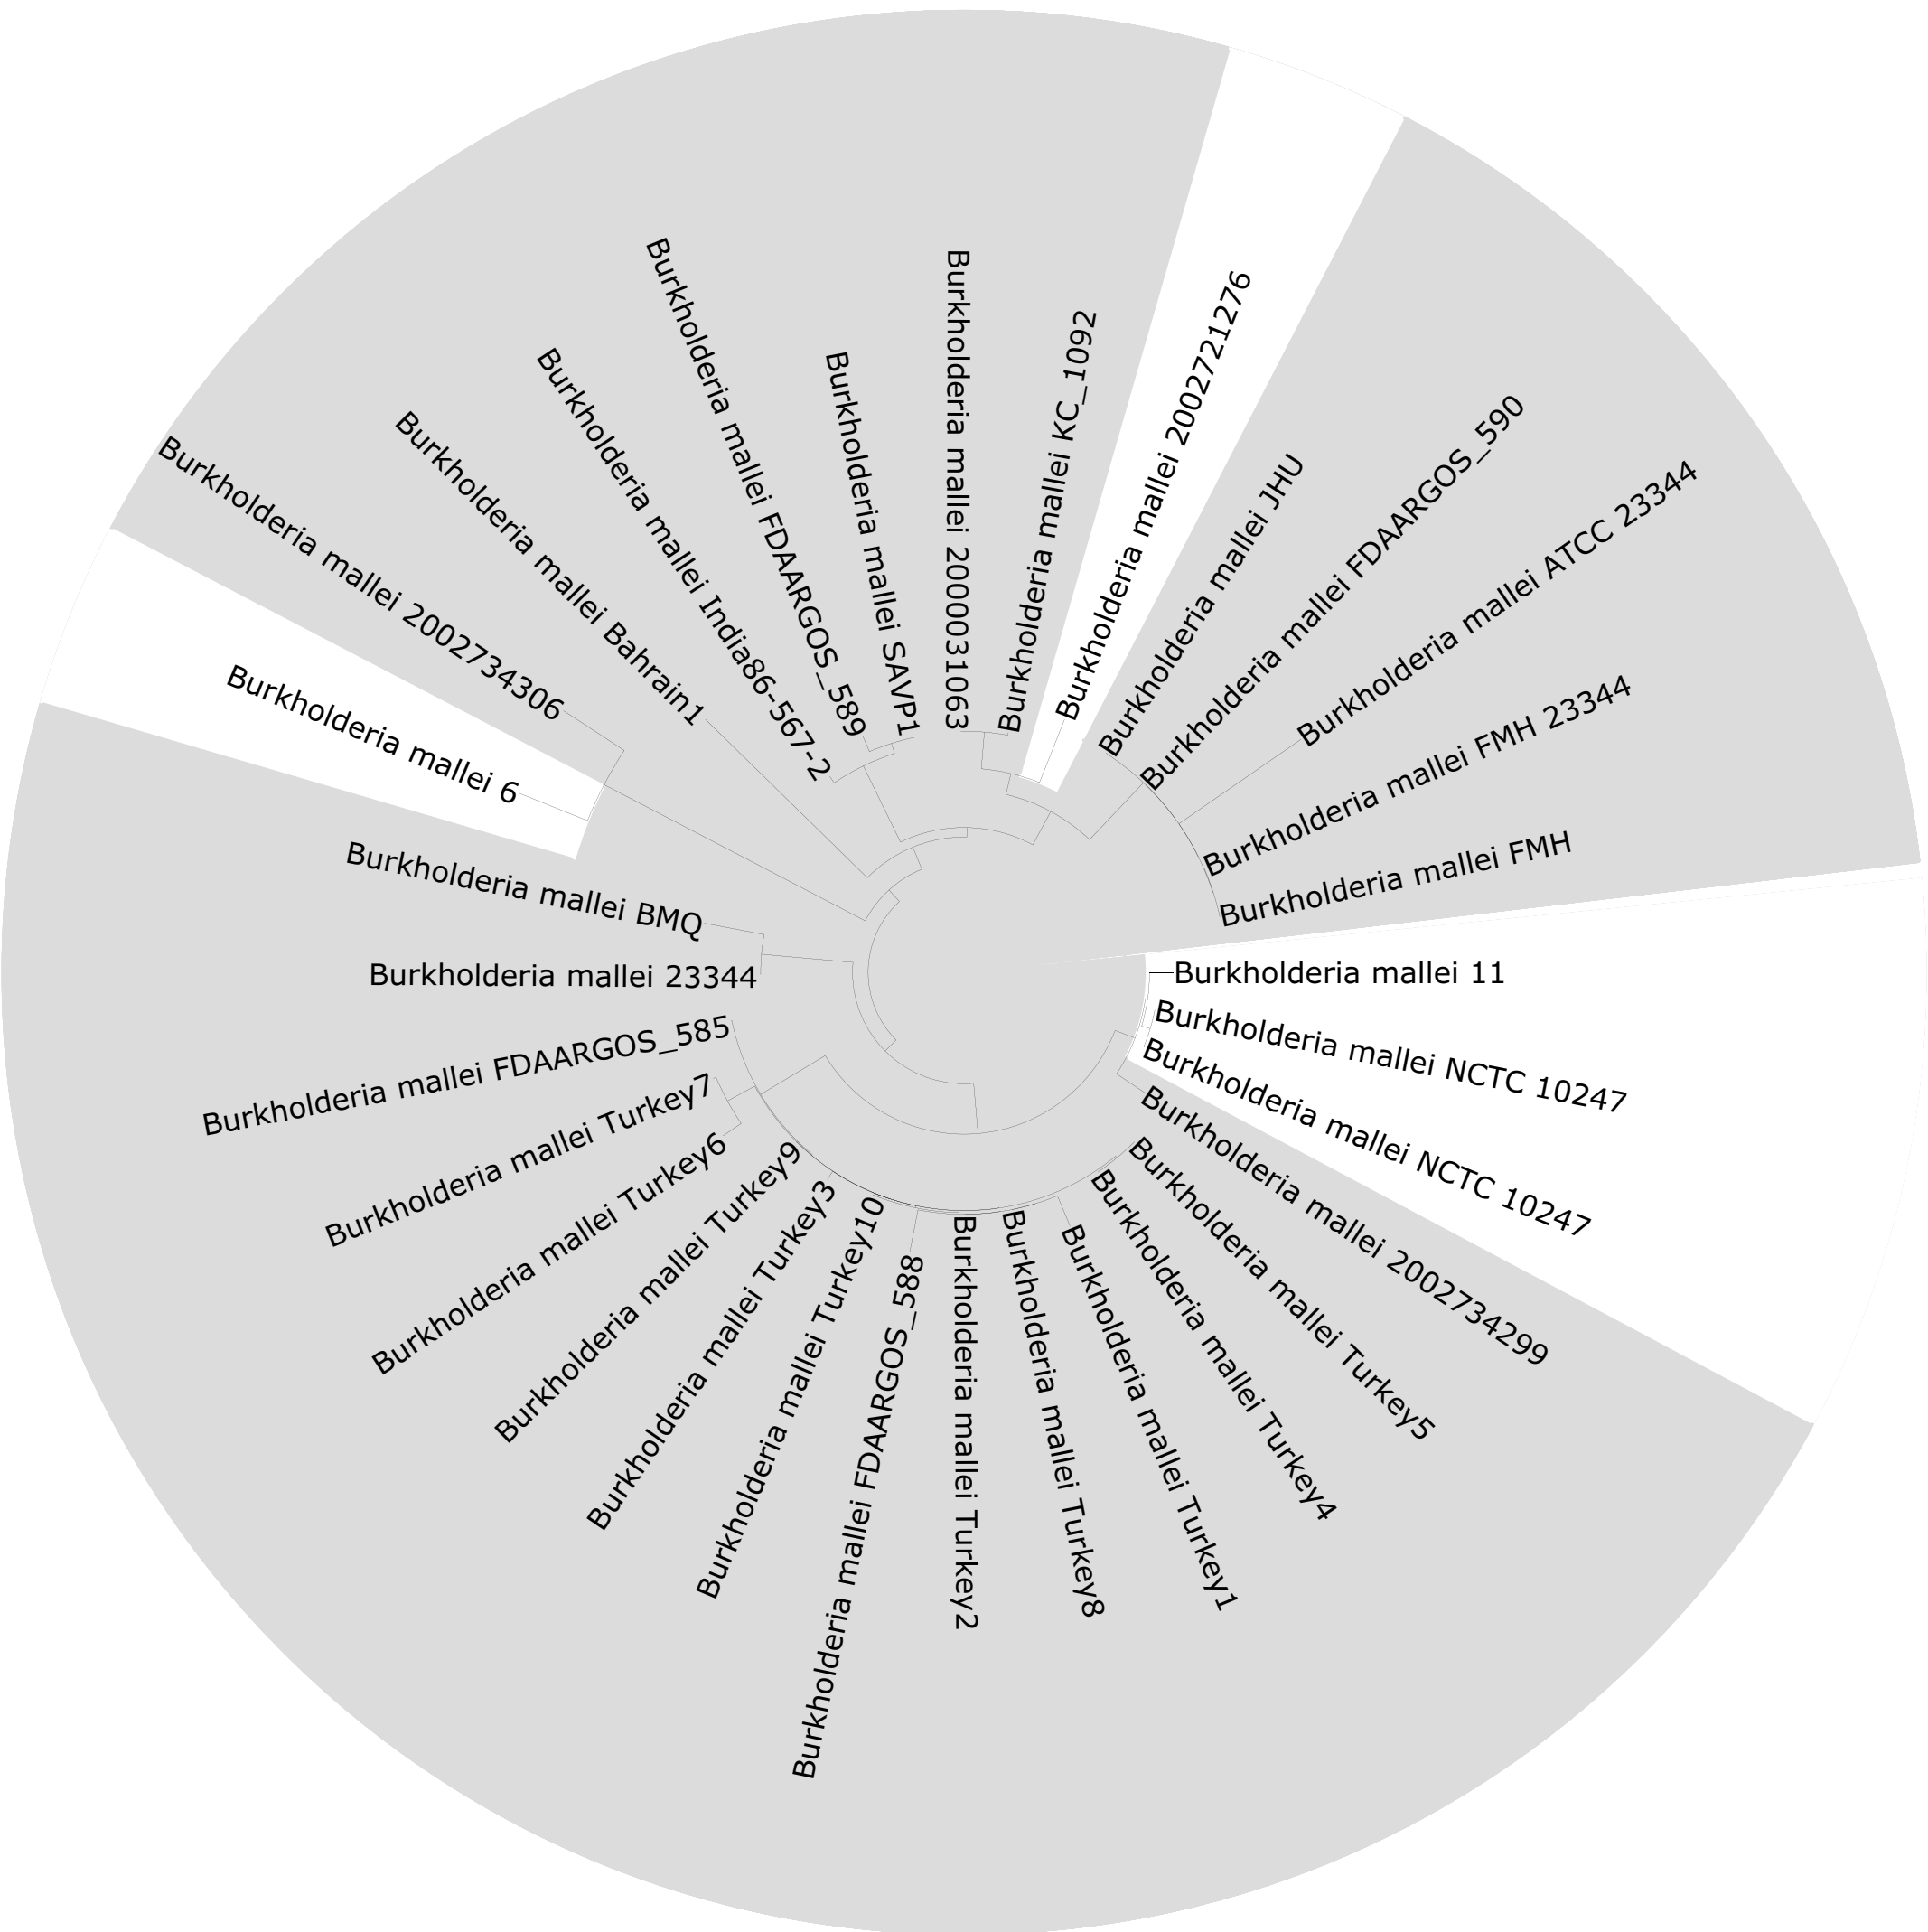 Burkholderia mallei 2000031063
Burkholderia mallei KC_1092
Burkholderia mallei 2002721276
Burkholderia mallei JHU
Burkholderia mallei FDAARGOS_590
Burkholderia mallei ATCC 23344
Burkholderia mallei FMH 23344
Burkholderia mallei FMH
Burkholderia mallei 11
Burkholderia mallei NCTC 10247
Burkholderia mallei NCTC 10247
Burkholderia mallei 2002734299
Burkholderia mallei Turkey5
Burkholderia mallei Turkey4
Burkholderia mallei Turkey1
Burkholderia mallei Turkey8
Burkholderia mallei Turkey2
Burkholderia mallei FDAARGOS_588
Burkholderia mallei Turkey10
Burkholderia mallei Turkey3
Burkholderia mallei Turkey9
Burkholderia mallei Turkey6
Burkholderia mallei Turkey7
Burkholderia mallei FDAARGOS_585
Burkholderia mallei 23344
Burkholderia mallei BMQ
Burkholderia mallei 6
Burkholderia mallei 2002734306
Burkholderia mallei Bahrain1
Burkholderia mallei India86-567-2
Burkholderia mallei FDAARGOS_589
Burkholderia mallei SAVP1